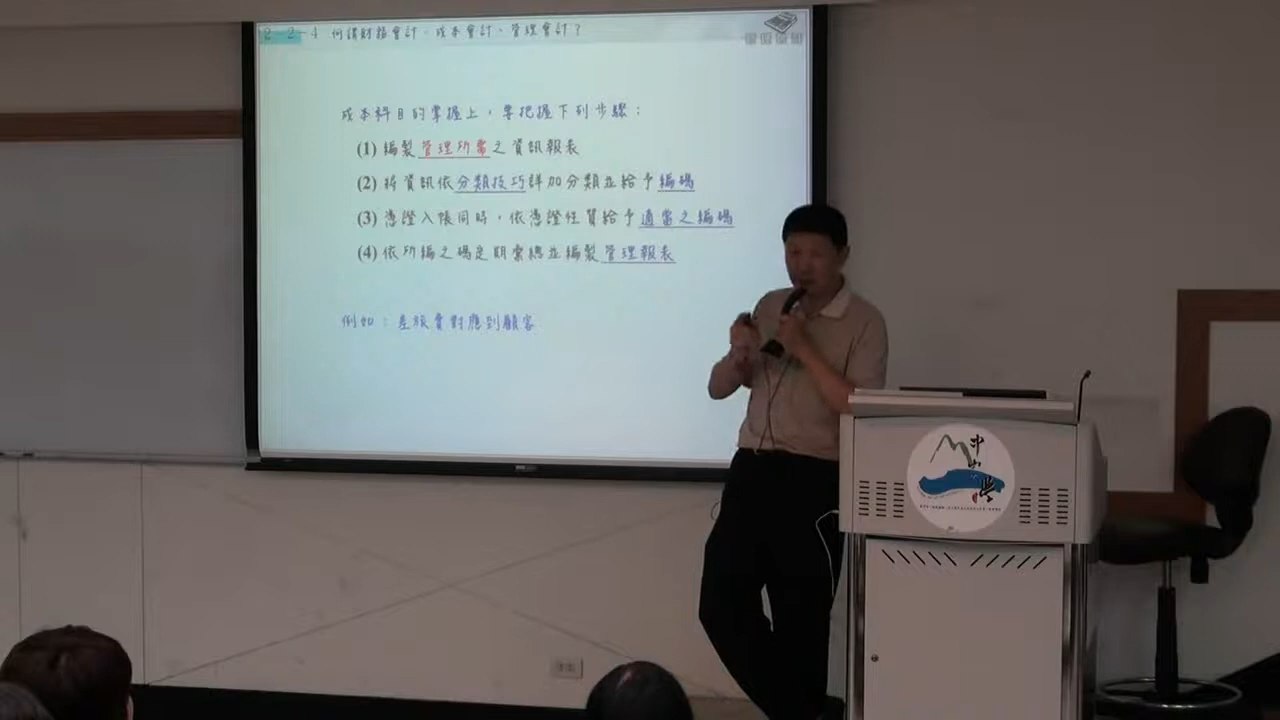 2-2-4 何謂財務會計、成本會計、管理會計?
成本科目的掌握上,要把握下列步驟:
(1) 編製管理所需之資訊報表
(2) 將資訊依分類技巧詳加分類並給予編碼
(3) 憑證入帳同時,依憑證性質給予適當之編碼
(4) 依所編之碼定期彙總並編製管理報表
例如:差旅費對應到顧客
中山學